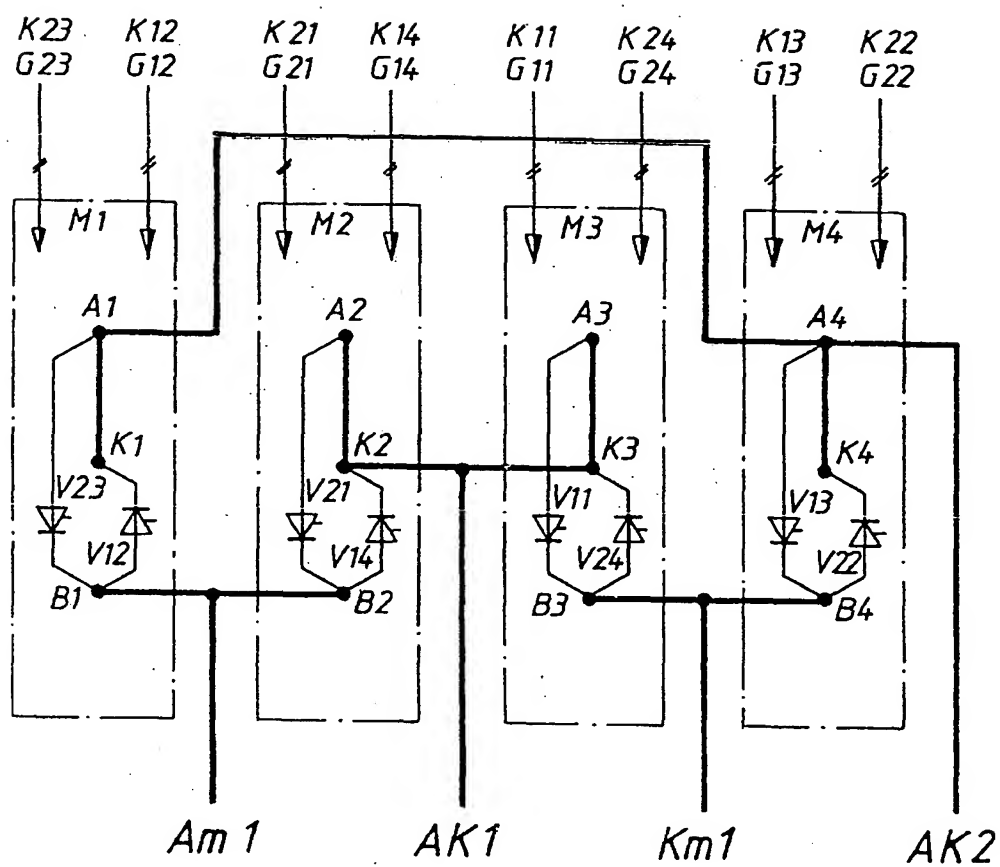 K23 K12 K21 K14 K11 K24 K13 K22
G23 G12 G21 G14 G11 G24 G13 G22
M1 M2 M3 M4
A1 A2 A3 A4
K1 K2 K3 K4
V23 V21 V11 V13
V12 V14 V24 V22
B1 B2 B3 B4
Am1 AK1 Km1 AK2